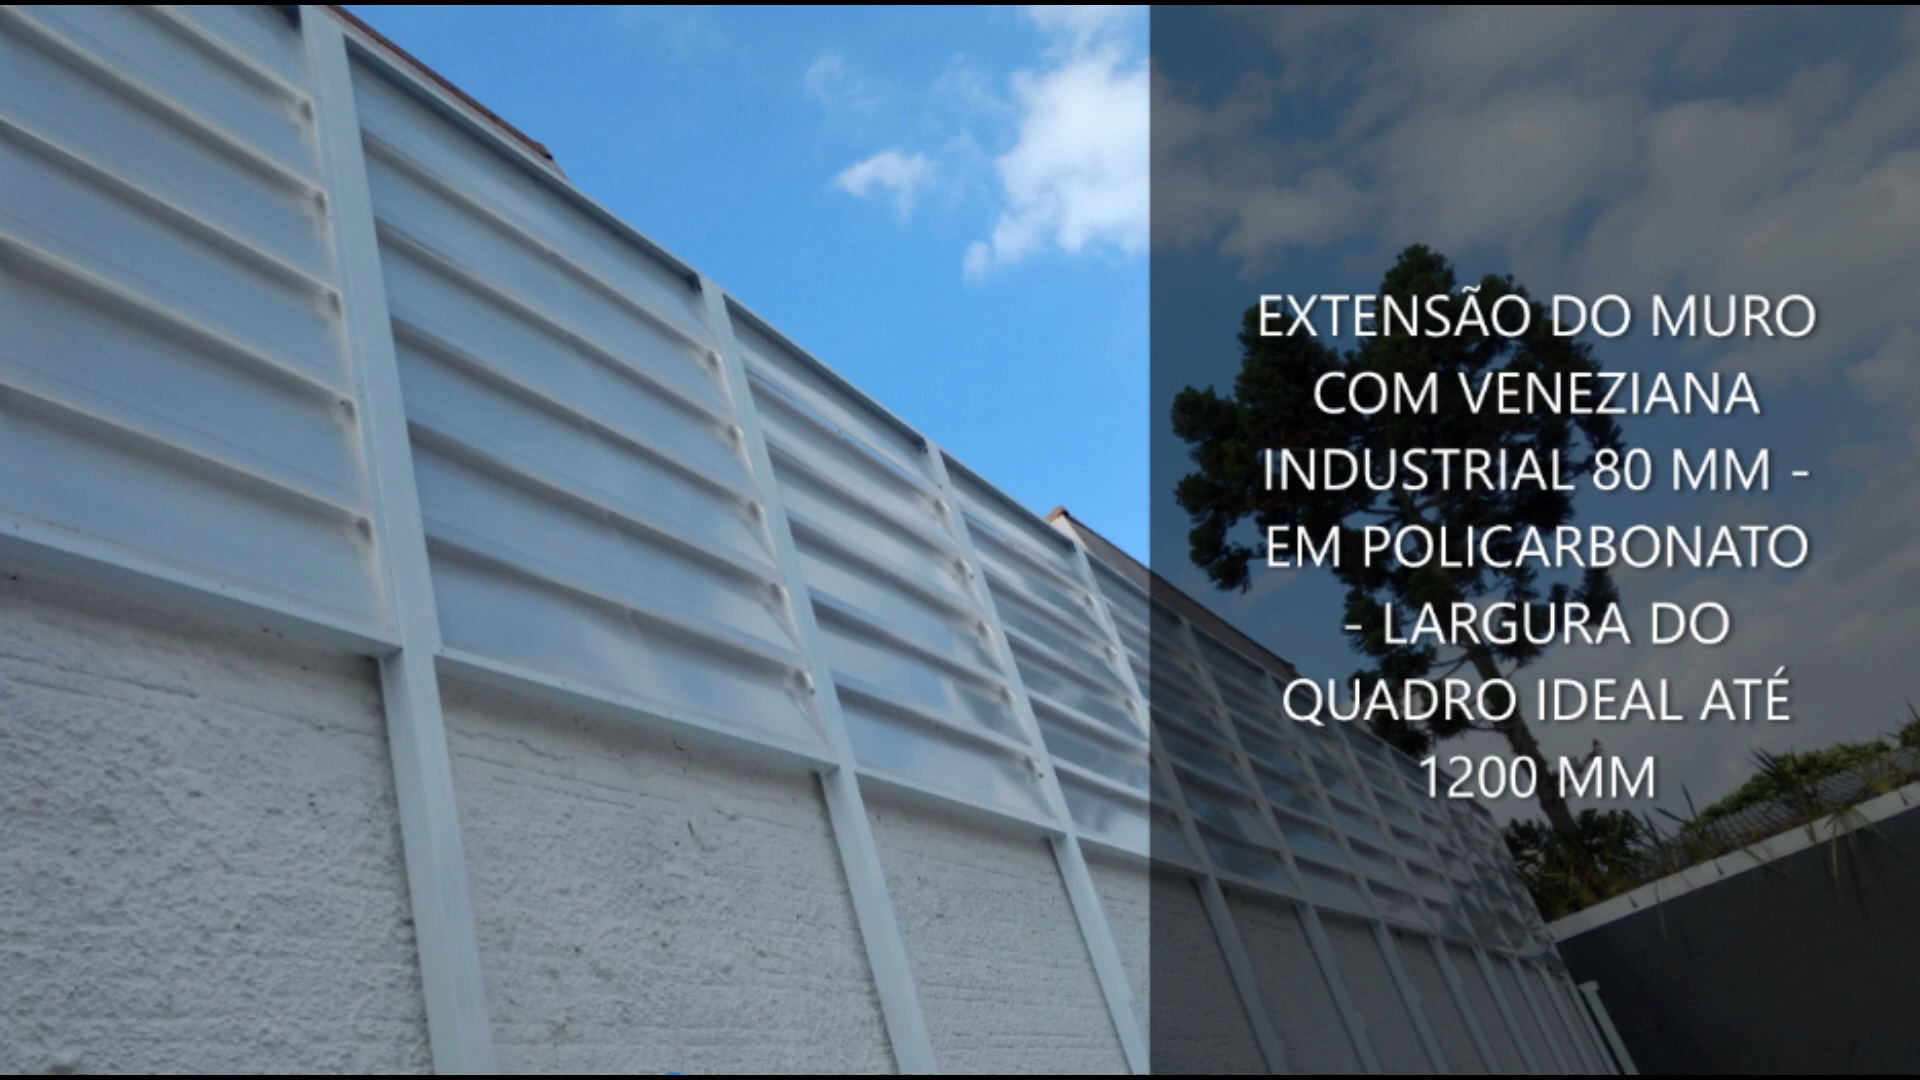 EXTENSÃO DO MURO
COM VENEZIANA
INDUSTRIAL 80 MM -
EM POLICARBONATO
- LARGURA DO
QUADRO IDEAL ATÉ
1200 MM